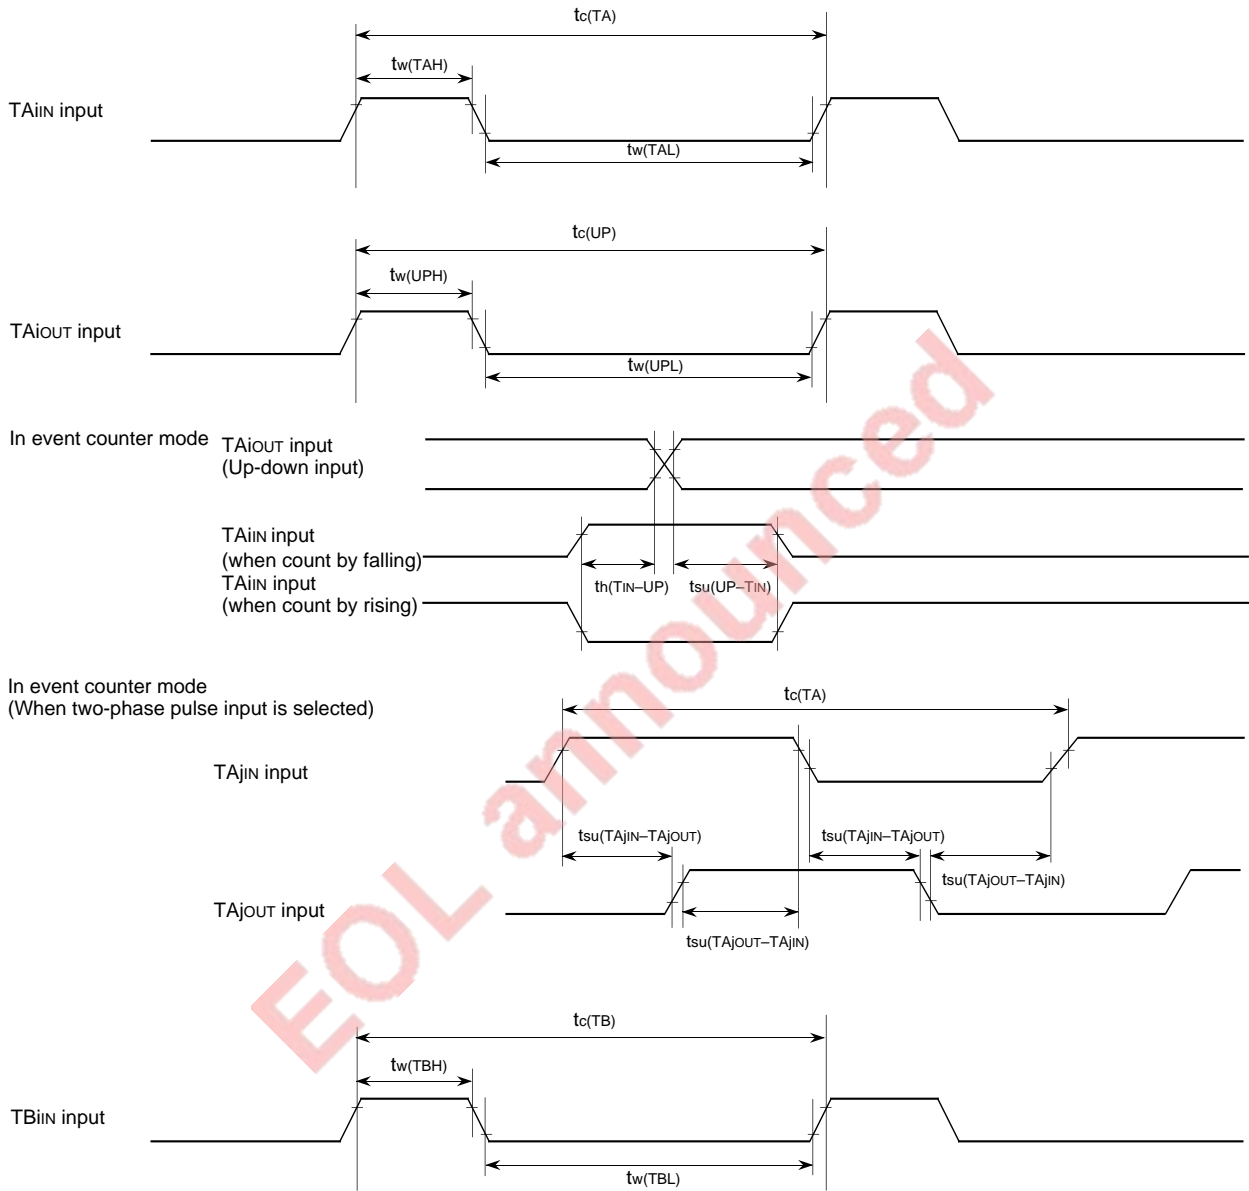 tc(TA)
tw(TAH)
TAiIN input
tw(TAL)
tc(UP)
tw(UPH)
TAiOUT input
tw(UPL)
In event counter mode
TAiOUT input
(Up-down input)
TAiIN input
(when count by falling)
th(TIN–UP)
tsu(UP–TIN)
TAiIN input
(when count by rising)
In event counter mode
(When two-phase pulse input is selected)
tc(TA)
TAjIN input
tsu(TAjIN–TAjOUT)
tsu(TAjIN–TAjOUT)
tsu(TAjOUT–TAjIN)
TAjOUT input
tsu(TAjOUT–TAjIN)
tc(TB)
tw(TBH)
TBiIN input
tw(TBL)
EOL announced